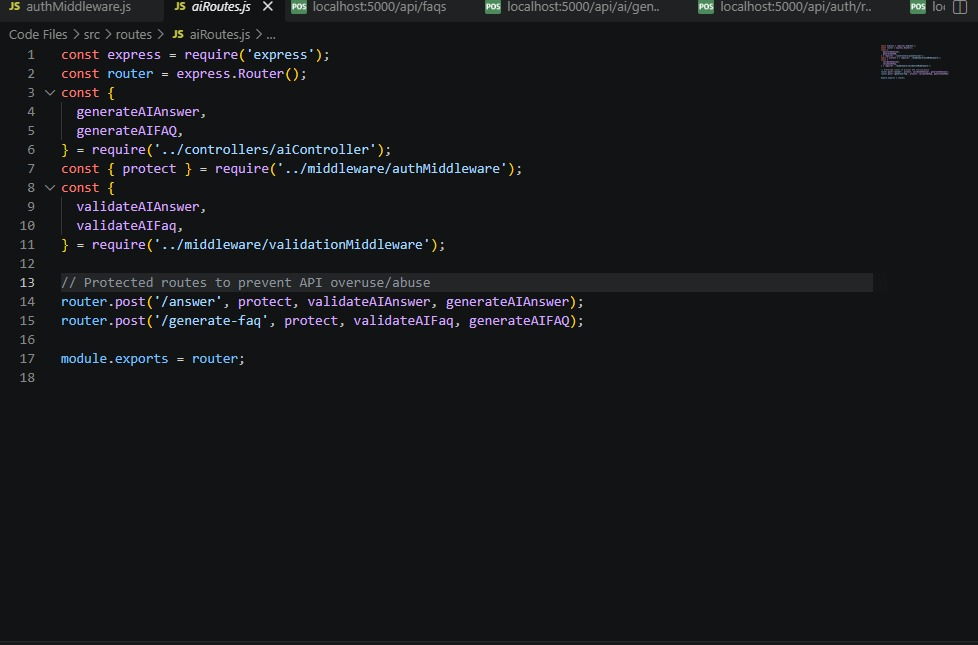 JS authMiddleware.js JS aiRoutes.js POS localhost:5000/api/faqs POS localhost:5000/api/ai/gen.. POS localhost:5000/api/auth/r.. POS
Code Files > src > routes > JS aiRoutes.js > ...
1 const express = require('express');
2 const router = express.Router();
3 const {
4 generateAIAnswer,
5 generateAIFAQ,
6 } = require('../controllers/aiController');
7 const { protect } = require('../middleware/authMiddleware');
8 const {
9 validateAIAnswer,
10 validateAIFaq,
11 } = require('../middleware/validationMiddleware');
12
13 // Protected routes to prevent API overuse/abuse
14 router.post('/answer', protect, validateAIAnswer, generateAIAnswer);
15 router.post('/generate-faq', protect, validateAIFaq, generateAIFAQ);
16
17 module.exports = router;
18